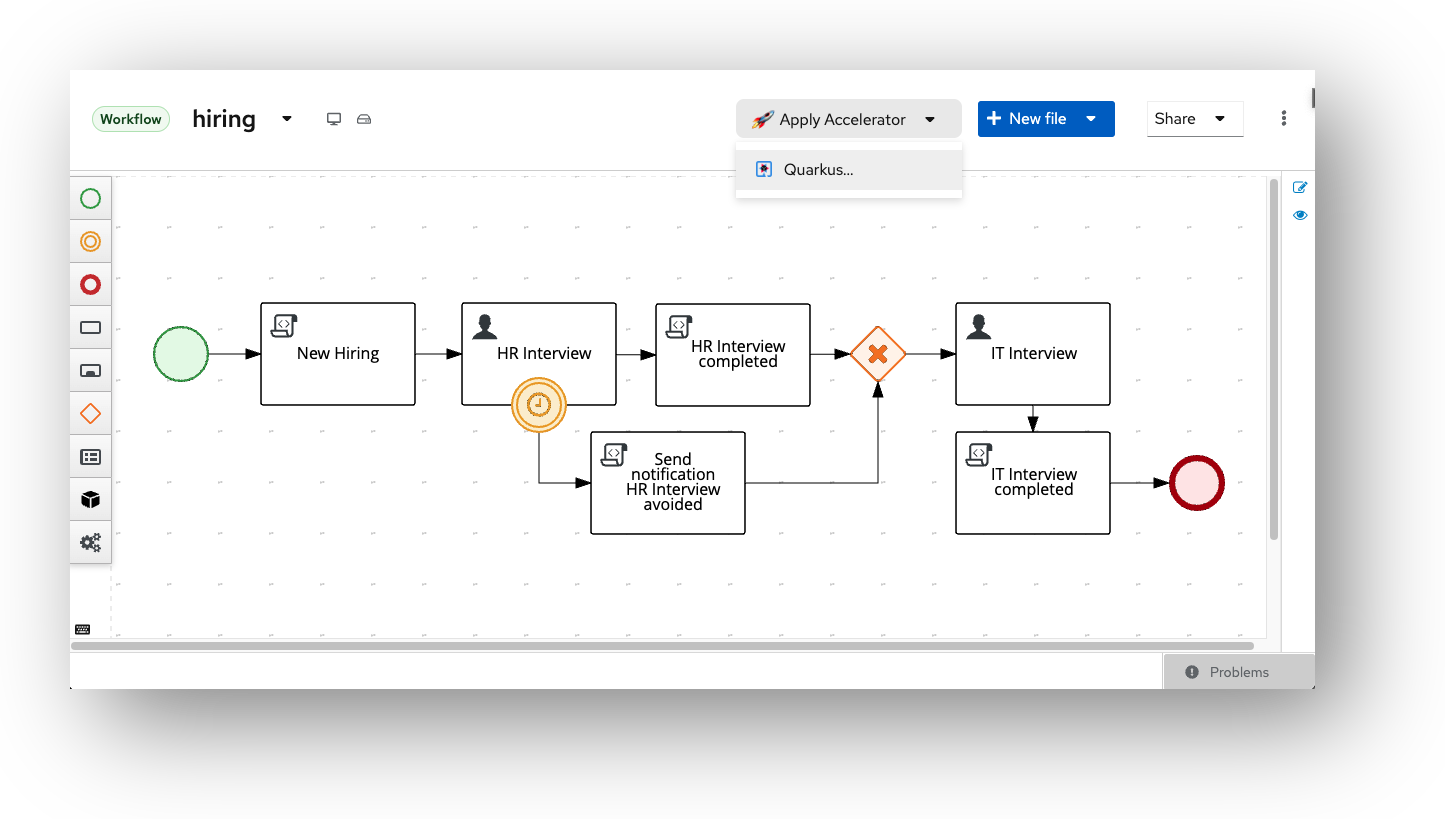 Workflow
hiring
Apply Accelerator
New file
Share
Quarkus...
New Hiring
HR Interview
HR Interview
completed
IT Interview
Send
notification
HR Interview
avoided
IT Interview
completed
Problems